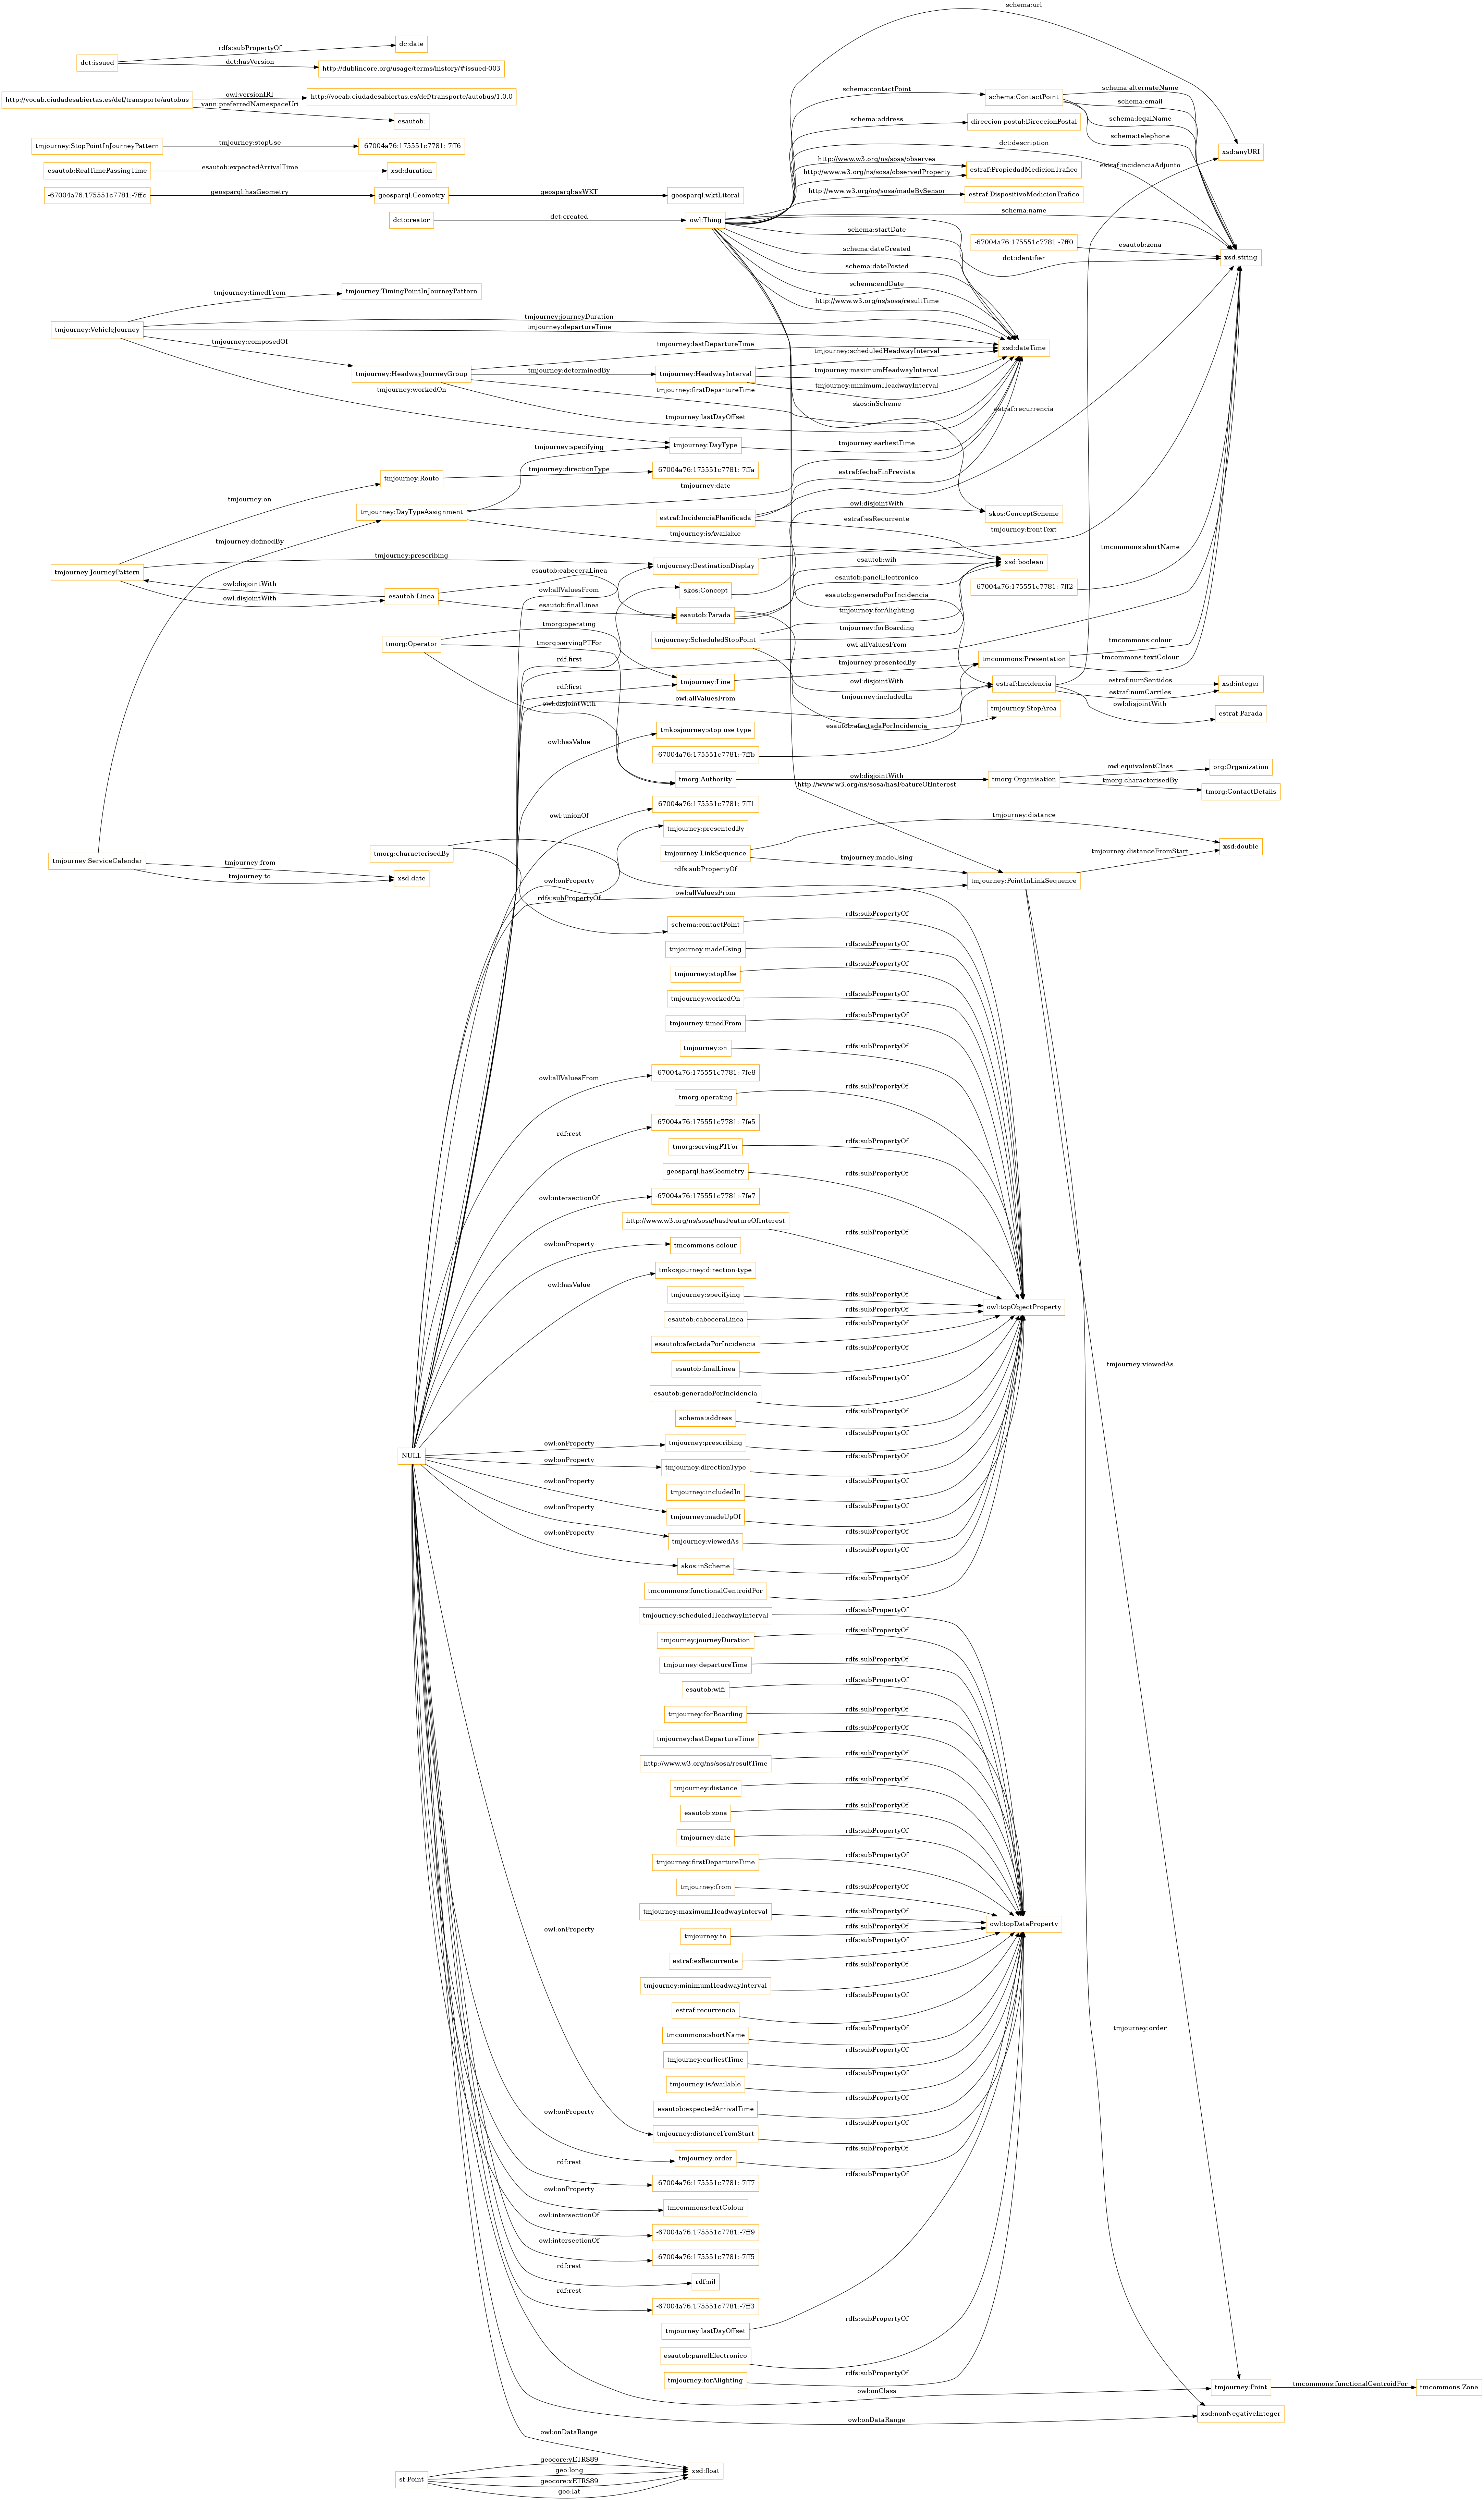 schema:url
dc:date
rdfs:subPropertyOf
dct:issued
dct:hasVersion
http://dublincore.org/usage/terms/history/#issued-003
schema:alternateName
http://vocab.ciudadesabiertas.es/def/transporte/autobus
owl:versionIRI
http://vocab.ciudadesabiertas.es/def/transporte/autobus/1.0.0
schema:contactPoint
schema:ContactPoint
schema:email
vann:preferredNamespaceUri
esautob:
schema:address
direccion-postal:DireccionPostal
schema:legalName
schema:telephone
tmjourney:StopPointInJourneyPattern
tmjourney:stopUse
-67004a76:175551c7781:-7ff6
dct:description
xsd:anyURI
esautob:RealTimePassingTime
esautob:expectedArrivalTime
xsd:duration
http://www.w3.org/ns/sosa/observes
estraf:PropiedadMedicionTrafico
estraf:incidenciaAdjunto
http://www.w3.org/ns/sosa/observedProperty
-67004a76:175551c7781:-7ffc
geosparql:hasGeometry
geosparql:Geometry
geosparql:asWKT
geosparql:wktLiteral
http://www.w3.org/ns/sosa/madeBySensor
estraf:DispositivoMedicionTrafico
dct:creator
dct:created
owl:Thing
schema:name
schema:startDate
-67004a76:175551c7781:-7ff0
esautob:zona
xsd:string
schema:dateCreated
dct:identifier
schema:datePosted
tmjourney:timedFrom
tmjourney:TimingPointInJourneyPattern
schema:endDate
http://www.w3.org/ns/sosa/resultTime
tmjourney:VehicleJourney
tmjourney:journeyDuration
tmjourney:departureTime
xsd:dateTime
tmjourney:composedOf
tmjourney:lastDepartureTime
tmjourney:scheduledHeadwayInterval
tmjourney:HeadwayJourneyGroup
tmjourney:determinedBy
tmjourney:HeadwayInterval
tmjourney:maximumHeadwayInterval
tmjourney:workedOn
tmjourney:firstDepartureTime
tmjourney:minimumHeadwayInterval
skos:inScheme
estraf:recurrencia
tmjourney:lastDayOffset
tmjourney:DayType
tmjourney:earliestTime
tmjourney:specifying
tmjourney:Route
tmjourney:directionType
-67004a76:175551c7781:-7ffa
estraf:fechaFinPrevista
tmjourney:on
tmjourney:date
tmjourney:DayTypeAssignment
estraf:IncidenciaPlanificada
owl:disjointWith
skos:ConceptScheme
estraf:esRecurrente
tmjourney:frontText
tmjourney:definedBy
tmjourney:isAvailable
tmjourney:prescribing
tmjourney:DestinationDisplay
esautob:wifi
xsd:boolean
tmcommons:shortName
tmjourney:JourneyPattern
esautob:cabeceraLinea
owl:disjointWith
owl:allValuesFrom
skos:Concept
esautob:panelElectronico
-67004a76:175551c7781:-7ff2
owl:disjointWith
esautob:Linea
esautob:generadoPorIncidencia
esautob:finalLinea
esautob:Parada
tmjourney:forAlighting
tmorg:operating
tmjourney:ScheduledStopPoint
tmjourney:forBoarding
tmorg:Operator
tmorg:servingPTFor
owl:allValuesFrom
tmcommons:colour
rdf:first
tmjourney:presentedBy
tmcommons:Presentation
tmcommons:textColour
tmjourney:Line
owl:disjointWith
estraf:Incidencia
estraf:numSentidos
xsd:integer
rdf:first
owl:disjointWith
owl:allValuesFrom
tmjourney:includedIn
estraf:numCarriles
owl:disjointWith
estraf:Parada
tmjourney:StopArea
esautob:afectadaPorIncidencia
owl:hasValue
tmkosjourney:stop-use-type
-67004a76:175551c7781:-7ffb
org:Organization
owl:equivalentClass
tmorg:Authority
owl:disjointWith
tmorg:Organisation
tmorg:characterisedBy
tmorg:ContactDetails
http://www.w3.org/ns/sosa/hasFeatureOfInterest
owl:unionOf
-67004a76:175551c7781:-7ff1
tmjourney:distance
tmjourney:presentedBy
tmorg:characterisedBy
tmjourney:LinkSequence
tmjourney:madeUsing
tmjourney:distanceFromStart
xsd:double
tmjourney:ServiceCalendar
tmjourney:from
tmjourney:to
xsd:date
owl:onProperty
rdfs:subPropertyOf
tmjourney:PointInLinkSequence
rdfs:subPropertyOf
owl:allValuesFrom
tmjourney:viewedAs
schema:contactPoint
rdfs:subPropertyOf
tmjourney:madeUsing
rdfs:subPropertyOf
tmjourney:stopUse
rdfs:subPropertyOf
tmjourney:workedOn
rdfs:subPropertyOf
tmjourney:timedFrom
rdfs:subPropertyOf
tmjourney:on
rdfs:subPropertyOf
owl:allValuesFrom
-67004a76:175551c7781:-7fe8
tmorg:operating
rdfs:subPropertyOf
rdf:rest
-67004a76:175551c7781:-7fe5
tmorg:servingPTFor
rdfs:subPropertyOf
geosparql:hasGeometry
rdfs:subPropertyOf
owl:intersectionOf
-67004a76:175551c7781:-7fe7
http://www.w3.org/ns/sosa/hasFeatureOfInterest
rdfs:subPropertyOf
owl:onProperty
tmcommons:colour
owl:hasValue
tmkosjourney:direction-type
tmjourney:specifying
rdfs:subPropertyOf
owl:topObjectProperty
esautob:cabeceraLinea
rdfs:subPropertyOf
esautob:afectadaPorIncidencia
rdfs:subPropertyOf
esautob:finalLinea
rdfs:subPropertyOf
esautob:generadoPorIncidencia
rdfs:subPropertyOf
schema:address
rdfs:subPropertyOf
NULL
owl:onProperty
tmjourney:prescribing
rdfs:subPropertyOf
owl:onProperty
tmjourney:directionType
rdfs:subPropertyOf
tmjourney:includedIn
rdfs:subPropertyOf
owl:onProperty
tmjourney:madeUpOf
rdfs:subPropertyOf
owl:onProperty
tmjourney:viewedAs
rdfs:subPropertyOf
owl:onProperty
skos:inScheme
rdfs:subPropertyOf
tmcommons:functionalCentroidFor
rdfs:subPropertyOf
tmjourney:scheduledHeadwayInterval
rdfs:subPropertyOf
tmjourney:journeyDuration
rdfs:subPropertyOf
tmjourney:departureTime
rdfs:subPropertyOf
esautob:wifi
rdfs:subPropertyOf
tmjourney:forBoarding
rdfs:subPropertyOf
tmjourney:order
tmjourney:lastDepartureTime
rdfs:subPropertyOf
http://www.w3.org/ns/sosa/resultTime
rdfs:subPropertyOf
tmjourney:distance
rdfs:subPropertyOf
esautob:zona
rdfs:subPropertyOf
tmjourney:date
rdfs:subPropertyOf
tmjourney:firstDepartureTime
rdfs:subPropertyOf
tmjourney:from
rdfs:subPropertyOf
tmjourney:maximumHeadwayInterval
rdfs:subPropertyOf
owl:topDataProperty
tmjourney:to
rdfs:subPropertyOf
owl:onProperty
estraf:esRecurrente
rdfs:subPropertyOf
tmjourney:minimumHeadwayInterval
rdfs:subPropertyOf
estraf:recurrencia
rdfs:subPropertyOf
tmcommons:shortName
rdfs:subPropertyOf
tmjourney:earliestTime
rdfs:subPropertyOf
tmjourney:isAvailable
rdfs:subPropertyOf
esautob:expectedArrivalTime
rdfs:subPropertyOf
owl:onProperty
tmjourney:distanceFromStart
rdfs:subPropertyOf
tmjourney:order
rdfs:subPropertyOf
rdf:rest
-67004a76:175551c7781:-7ff7
rdfs:subPropertyOf
owl:onProperty
tmcommons:textColour
owl:intersectionOf
-67004a76:175551c7781:-7ff9
owl:intersectionOf
-67004a76:175551c7781:-7ff5
rdf:rest
rdf:nil
rdf:rest
-67004a76:175551c7781:-7ff3
tmjourney:lastDayOffset
rdfs:subPropertyOf
esautob:panelElectronico
tmjourney:forAlighting
rdfs:subPropertyOf
owl:onClass
tmjourney:Point
tmcommons:functionalCentroidFor
tmcommons:Zone
owl:onDataRange
xsd:nonNegativeInteger
owl:onDataRange
geocore:yETRS89
sf:Point
geo:long
xsd:float
geocore:xETRS89
geo:lat